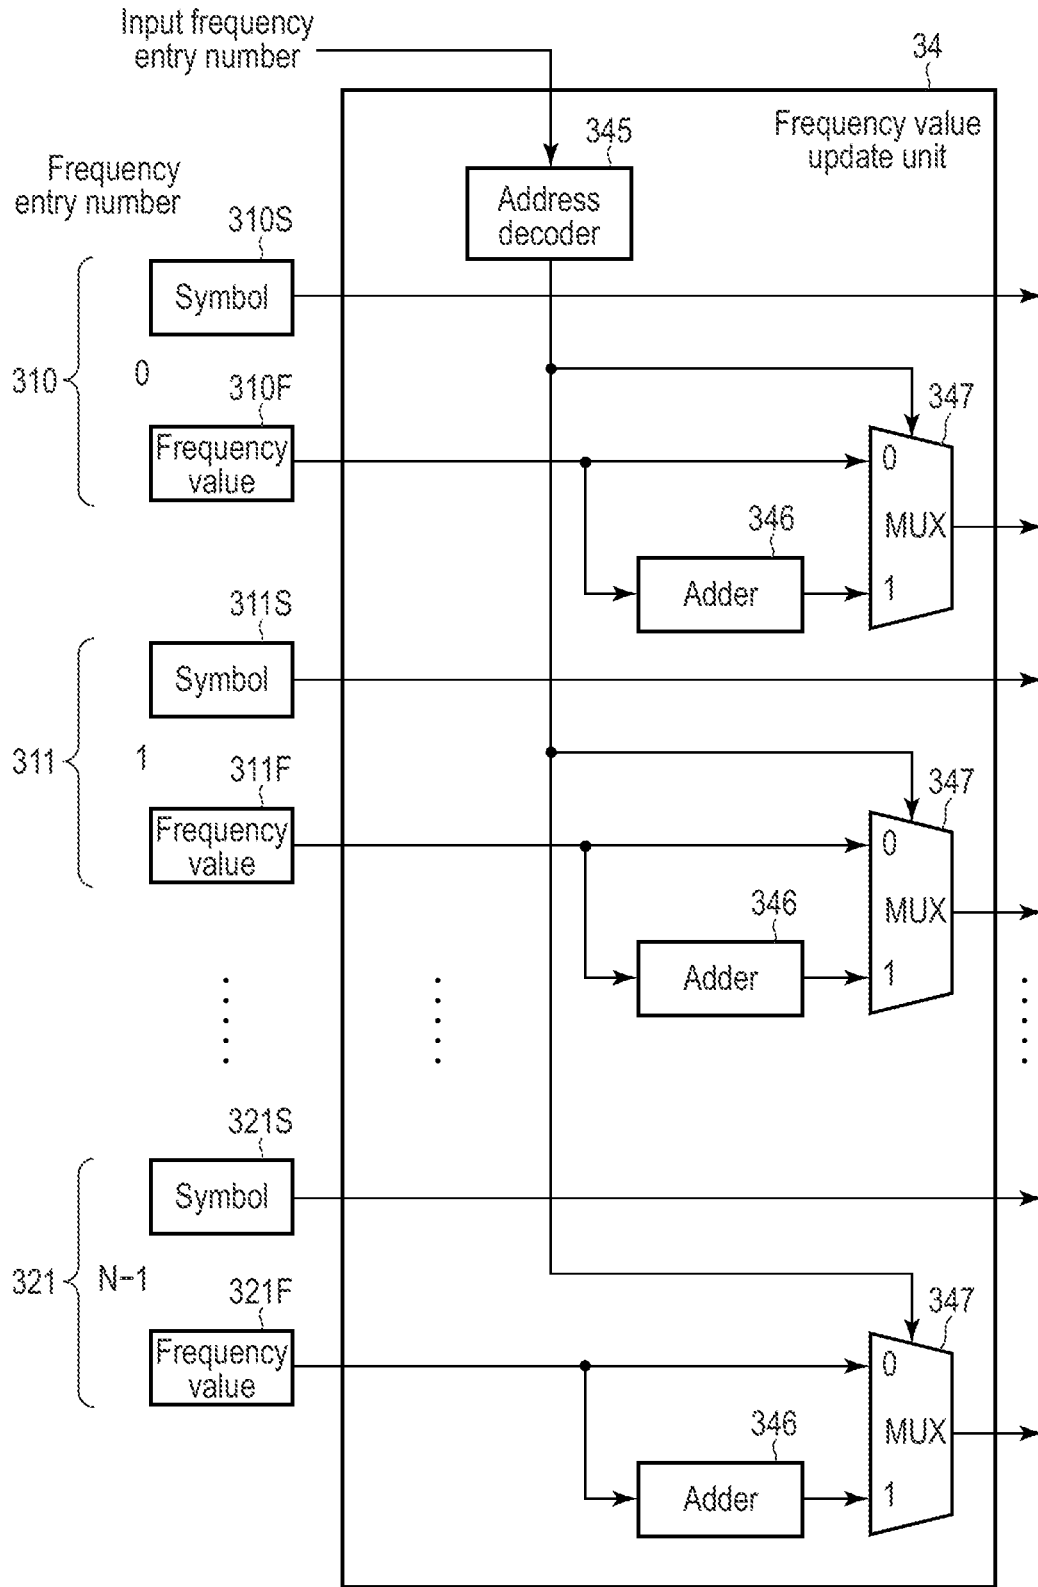 Input frequency
entry number
34
Frequency value
update unit
345
Address
decoder
Frequency
entry number
310S
Symbol
310
0
310F
Frequency
value
347
0
MUX
1
346
Adder
311S
Symbol
311
1
311F
Frequency
value
347
0
MUX
1
346
Adder
321S
Symbol
321
N-1
321F
Frequency
value
347
0
MUX
1
346
Adder